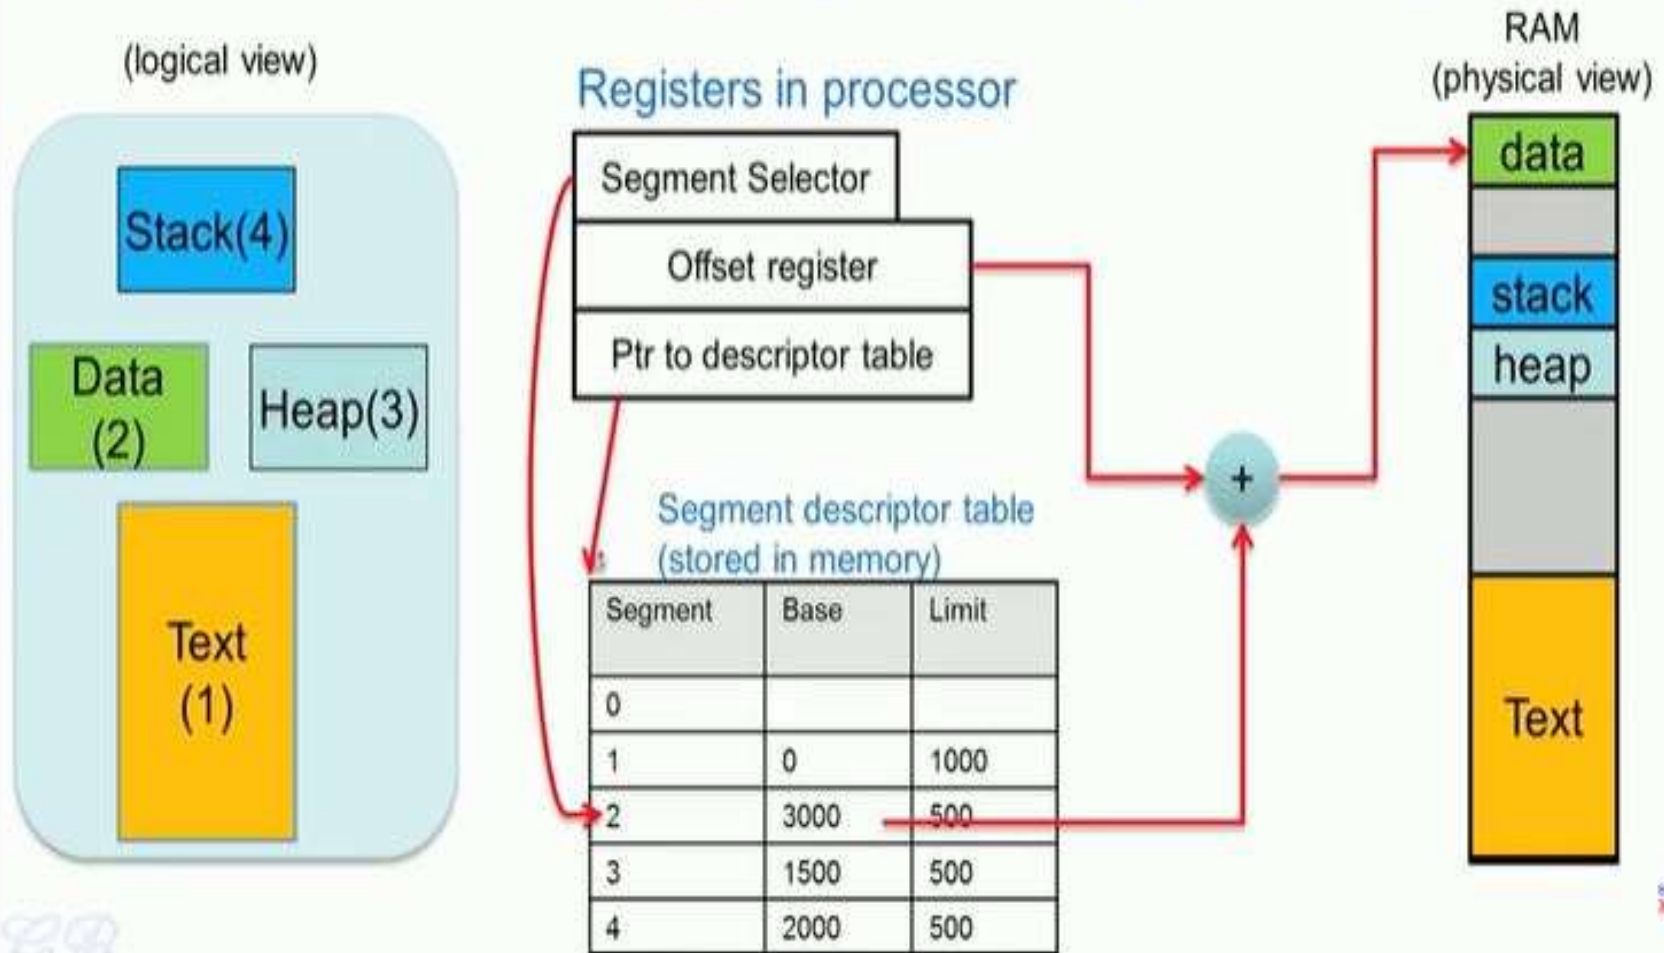 (logical view)
Stack(4)
Data
(2)
Heap(3)
Text
(1)
Registers in processor
Segment Selector
Offset register
Ptr to descriptor table
Segment descriptor table
(stored in memory)
Segment Base Limit
0
1 0 1000
2 3000 500
3 1500 500
4 2000 500
+
RAM
(physical view)
data
stack
heap
Text